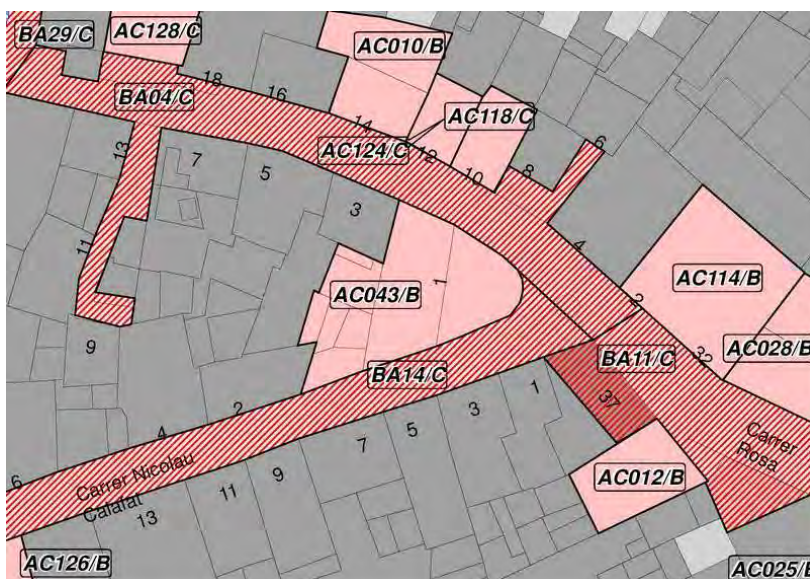 BA29/C
AC128/C
AC010/B
BA04/C
18
16
14
AC118/C
AC124/C
12
10
8
6
13
7
5
3
11
4
1
AC043/B
AC114/B
2
32
AC028/B
9
BA14/C
BA11/C
1
37
3
5
7
2
4
6
9
11
13
Carrer Nicolau
Calafat
Carrer
Rosa
AC012/B
AC126/B
AC025/B